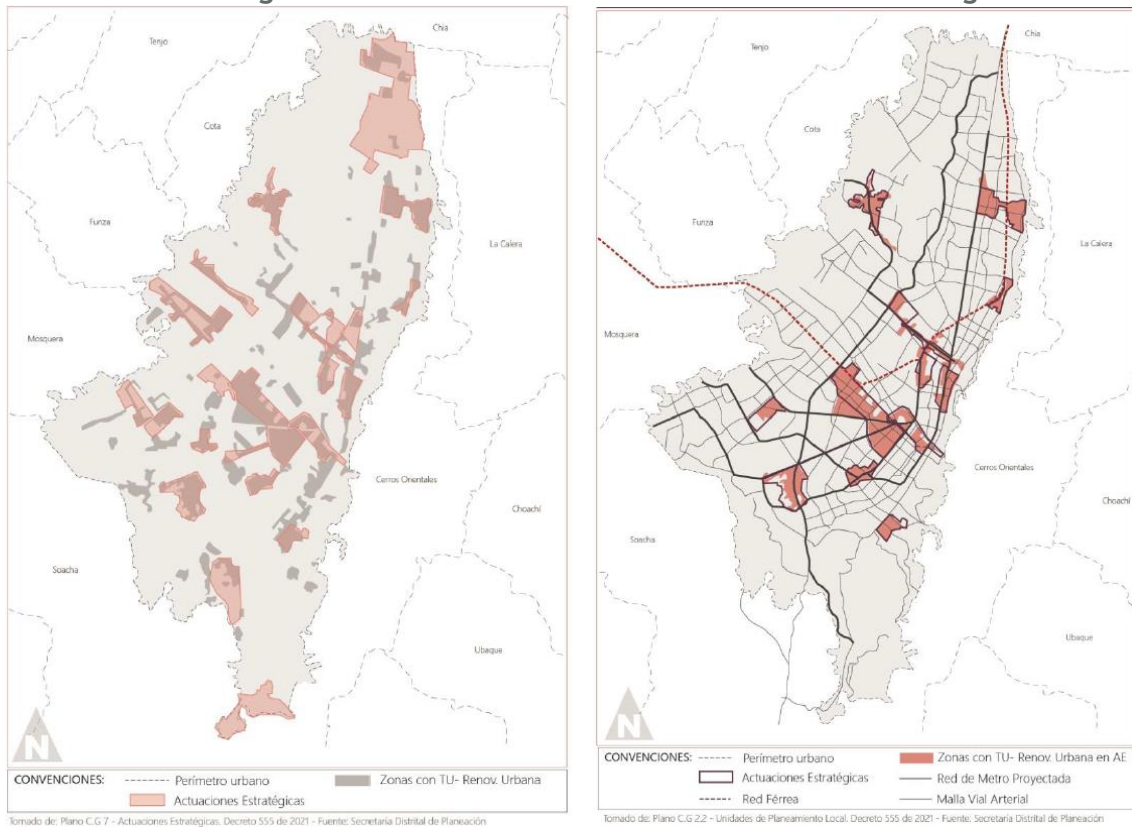 Chia
Tenjo
Cota
Funza
La Calera
Mosquera
Cerros Orientales
Choachí
Soacha
Ubaque
N
CONVENCIONES:
Perímetro urbano
Zonas con TU- Renov. Urbana
Actuaciones Estratégicas
Tomado de: Plano C.G 7 - Actuaciones Estratégicas. Decreto 555 de 2021 - Fuente: Secretaria Distrital de Planeación
Chia
Tenjo
Cota
Funza
La Calera
Mosquera
Cerros Orientales
Choachí
Soacha
Ubaque
N
CONVENCIONES:
Perímetro urbano
Zonas con TU- Renov. Urbana en AE
Actuaciones Estratégicas
Red de Metro Proyectada
Red Férrea
Malla Vial Arterial
Tomado de: Plano C.G 2.2 - Unidades de Planeamiento Local. Decreto 555 de 2021 - Fuente: Secretaria Distrital de Planeación